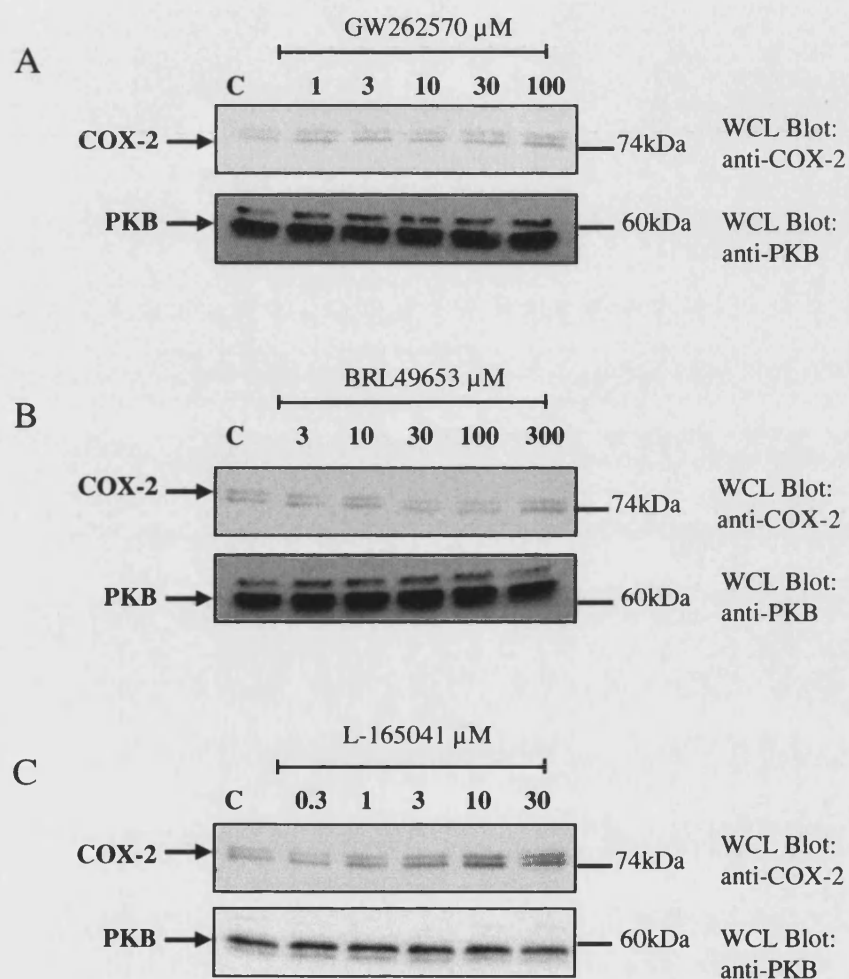 A
GW262570 µM
C 1 3 10 30 100
COX-2
74kDa
WCL Blot:
anti-COX-2
PKB
60kDa
WCL Blot:
anti-PKB
B
BRL49653 µM
C 3 10 30 100 300
COX-2
74kDa
WCL Blot:
anti-COX-2
PKB
60kDa
WCL Blot:
anti-PKB
C
L-165041 µM
C 0.3 1 3 10 30
COX-2
74kDa
WCL Blot:
anti-COX-2
PKB
60kDa
WCL Blot:
anti-PKB